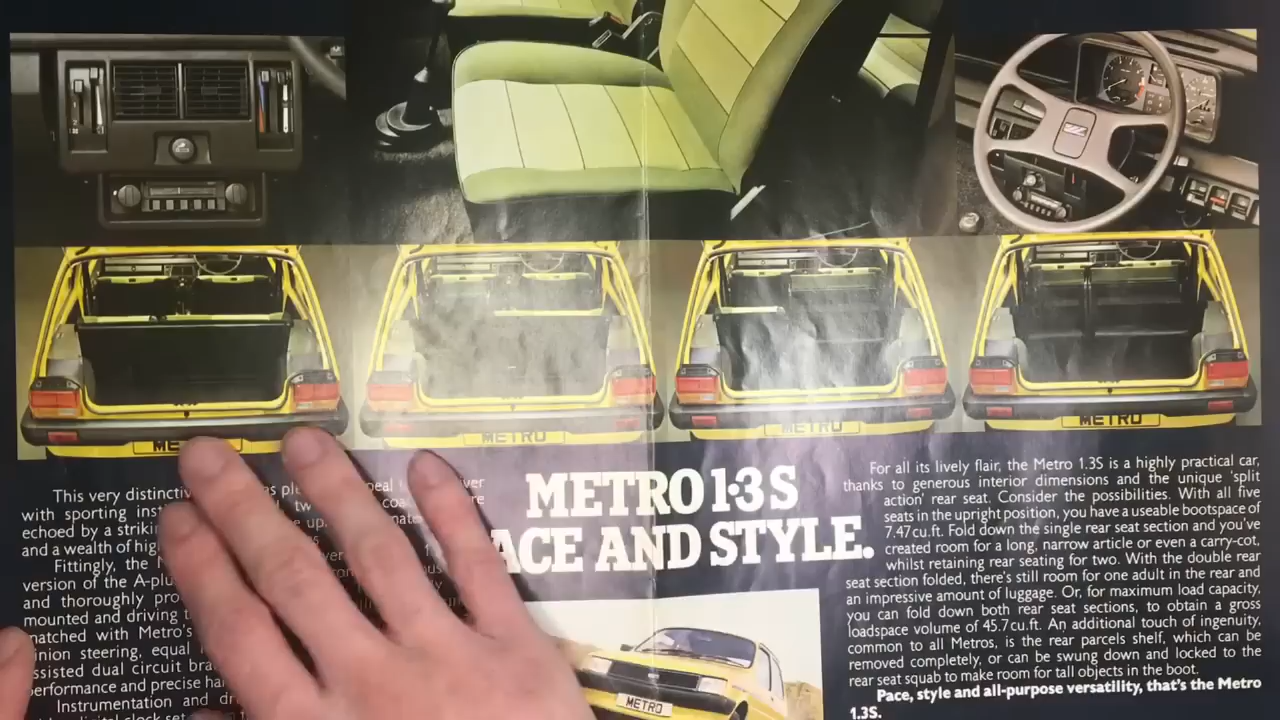 METRO
METRO
METRO
This very distinctiv
with sporting inst
echoed by a striki
and a wealth of hig
Fittingly, the
version of the A-plu
and thoroughly pro
mounted and driving t
matched with Metro's
pinion steering, equal
assisted dual circuit bra
performance and precise ha
Instrumentation and dr
METRO 1·3 S
ACE AND STYLE.
METRO
For all its lively flair, the Metro 1.3S is a highly practical car,
thanks to generous interior dimensions and the unique 'split
action' rear seat. Consider the possibilities. With all five
seats in the upright position, you have a useable bootspace of
7.47 cu.ft. Fold down the single rear seat section and you've
created room for a long, narrow article or even a carry-cot,
whilst retaining rear seating for two. With the double rear
seat section folded, there's still room for one adult in the rear and
an impressive amount of luggage. Or, for maximum load capacity,
you can fold down both rear seat sections, to obtain a gross
loadspace volume of 45.7 cu.ft. An additional touch of ingenuity,
common to all Metros, is the rear parcels shelf, which can be
removed completely, or can be swung down and locked to the
rear seat squab to make room for tall objects in the boot.
Pace, style and all-purpose versatility, that's the Metro
1.3S.